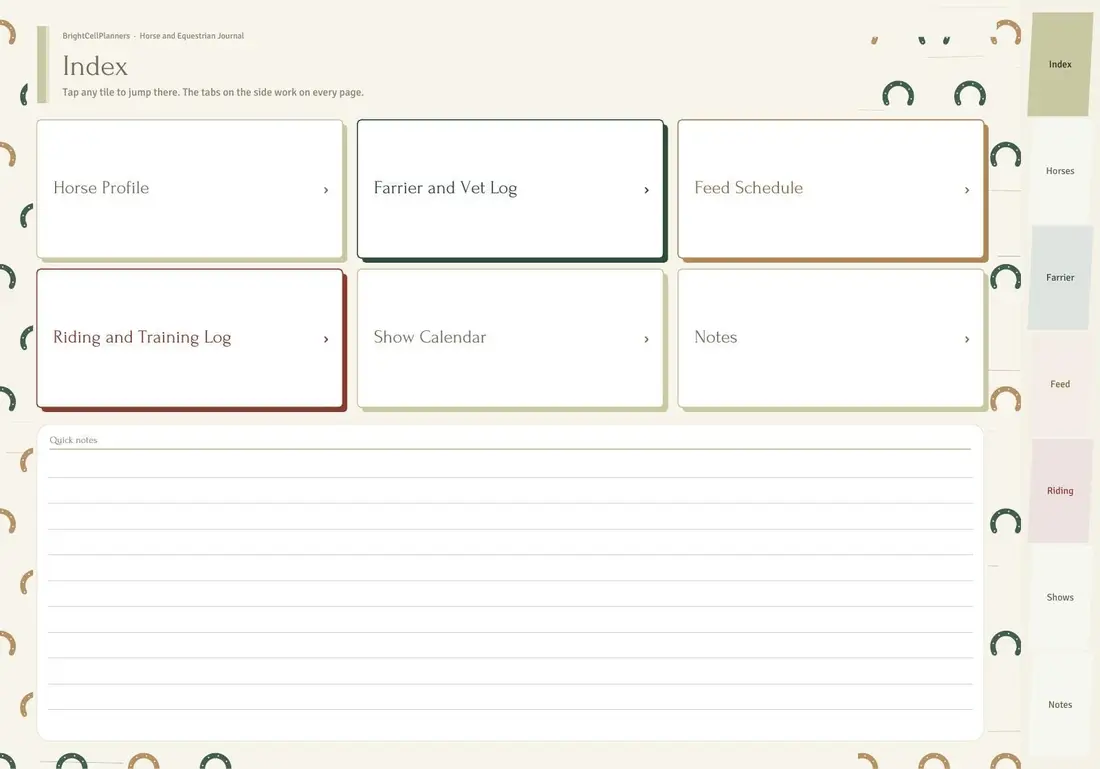 BrightCellPlanners - Horse and Equestrian Journal
Index
Tap any tile to jump there. The tabs on the side work on every page.
Horse Profile ›
Farrier and Vet Log ›
Feed Schedule ›
Riding and Training Log ›
Show Calendar ›
Notes ›
Quick notes
Index
Horses
Farrier
Feed
Riding
Shows
Notes